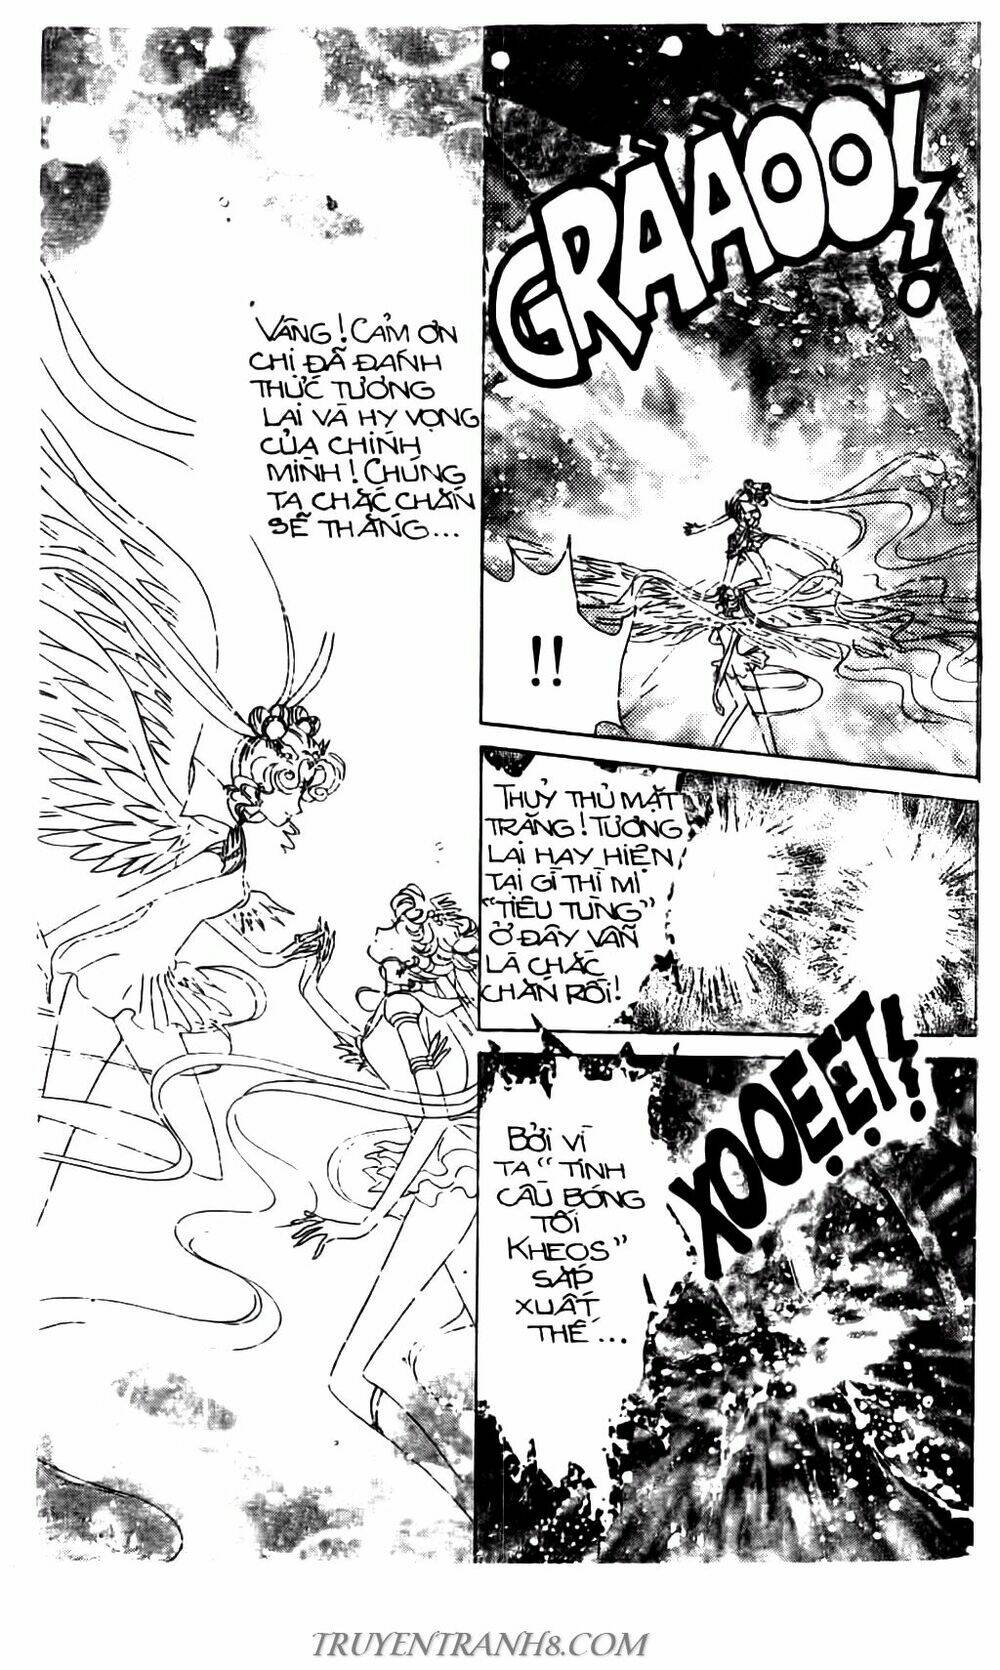 VÂNG! CẢM ƠN
CHỊ ĐÃ ĐÁNH
THỨC TƯƠNG
LAI VÀ HY VỌNG
CỦA CHÍNH
MÌNH! CHÚNG
TA CHẮC CHẮN
SẼ THẮNG...
GRÀÀOO!
!!
THUỶ THỦ MẶT
TRĂNG! TƯƠNG
LAI HAY HIỆN
TẠI GÌ THÌ MI
"TIÊU TÙNG"
Ở ĐÂY VẪN
LÀ CHẮC
CHẮN RỒI!
XOOẸẸT!
BỞI VÌ
TA "TINH
CẦU BÓNG
TỐI
KHEOS"
SẮP
XUẤT
THẾ...
TRUYENTRANH8.COM